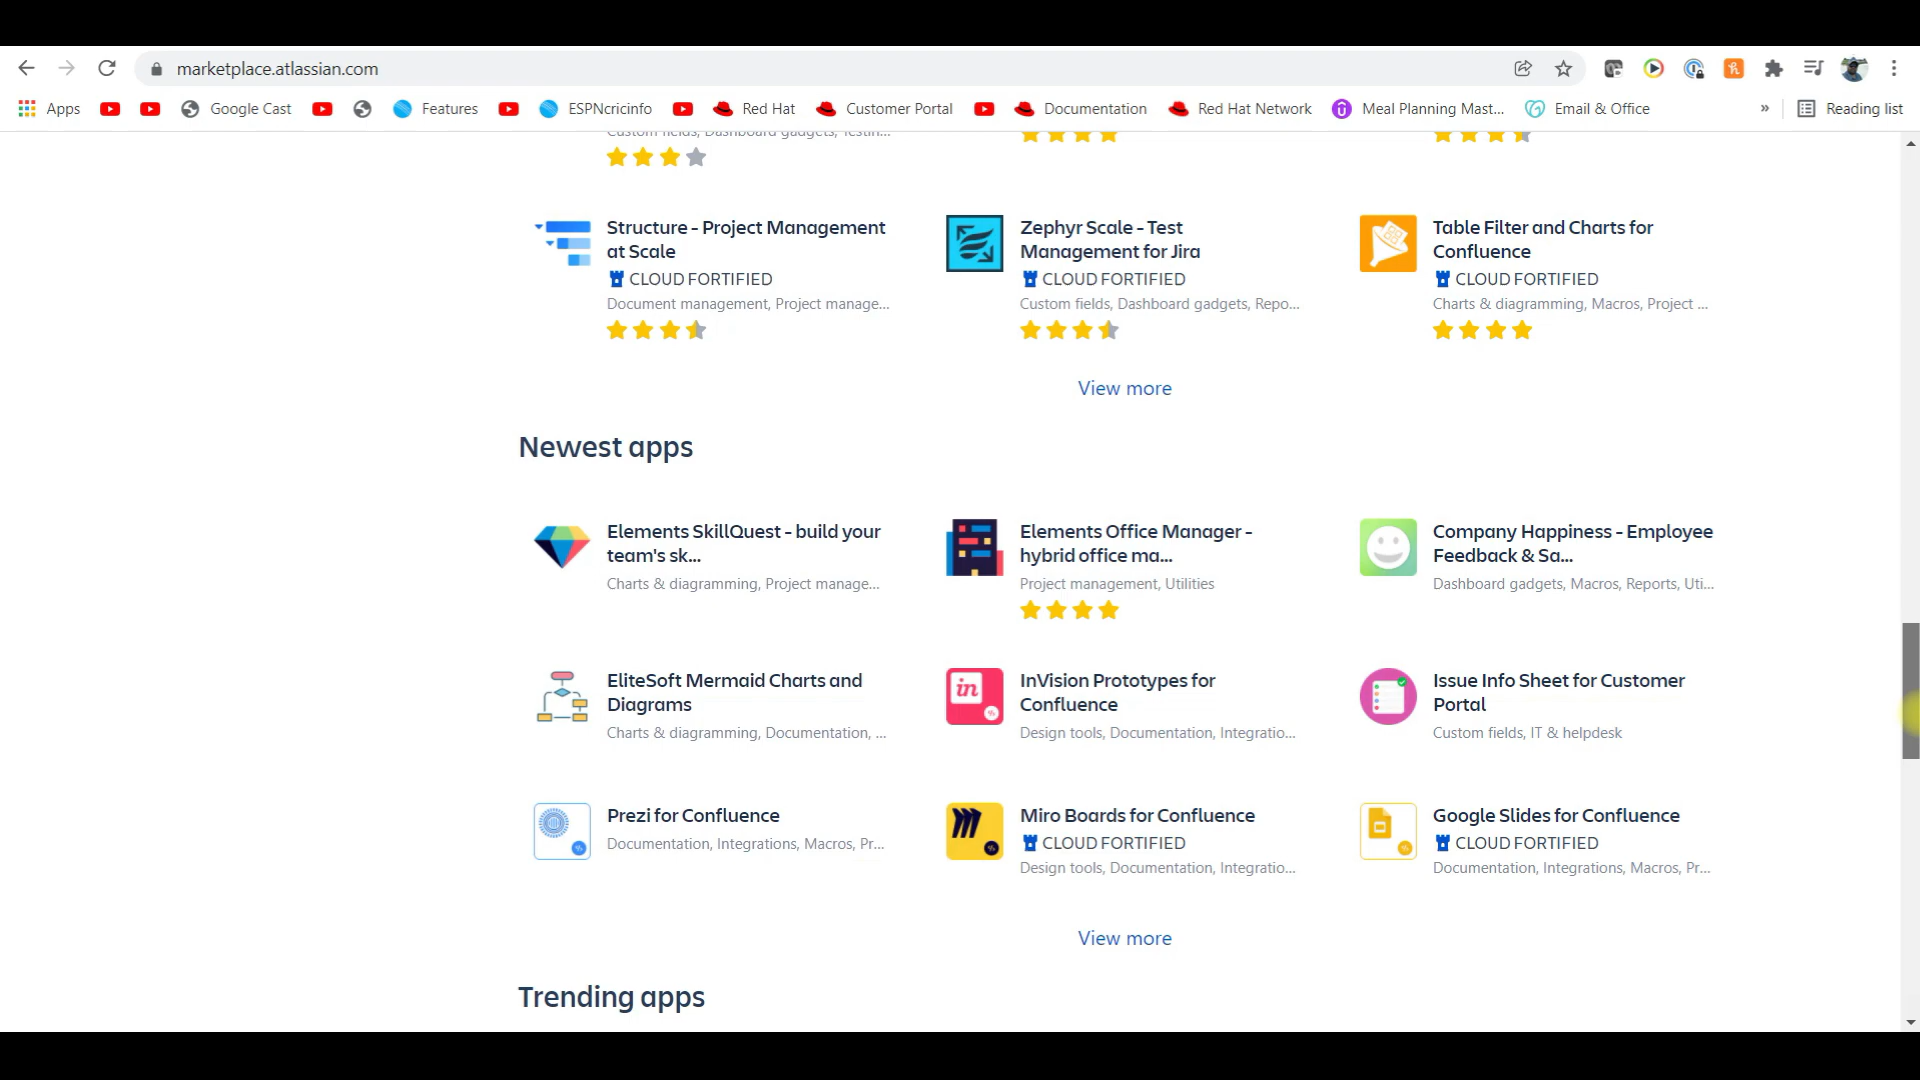 marketplace.atlassian.com
Apps Google Cast Features ESPNcricinfo Red Hat Customer Portal Documentation Red Hat Network Meal Planning Mast... Email & Office » Reading list
Custom fields, Dashboard gadgets, Testin...
Structure - Project Management
at Scale
CLOUD FORTIFIED
Document management, Project manage...
Zephyr Scale - Test
Management for Jira
CLOUD FORTIFIED
Custom fields, Dashboard gadgets, Repo...
Table Filter and Charts for
Confluence
CLOUD FORTIFIED
Charts & diagramming, Macros, Project ...
View more
Newest apps
Elements SkillQuest - build your
team's sk...
Charts & diagramming, Project manage...
Elements Office Manager -
hybrid office ma...
Project management, Utilities
Company Happiness - Employee
Feedback & Sa...
Dashboard gadgets, Macros, Reports, Uti...
EliteSoft Mermaid Charts and
Diagrams
Charts & diagramming, Documentation, ...
in
InVision Prototypes for
Confluence
Design tools, Documentation, Integratio...
Issue Info Sheet for Customer
Portal
Custom fields, IT & helpdesk
Prezi for Confluence
Documentation, Integrations, Macros, Pr...
Miro Boards for Confluence
CLOUD FORTIFIED
Design tools, Documentation, Integratio...
Google Slides for Confluence
CLOUD FORTIFIED
Documentation, Integrations, Macros, Pr...
View more
Trending apps